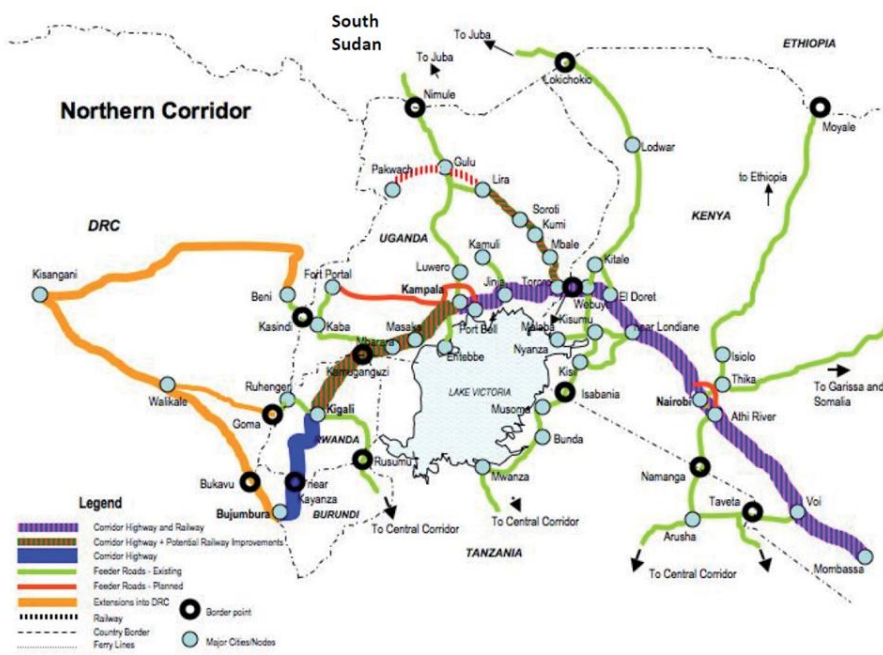 South
Sudan
ETHIOPIA
To Juba
To Juba
Lokichokio
Northern Corridor
Nimule
Moyale
Lodwar
Gulu
Pakwach
Lira
to Ethiopia
Soroti
Kumi
KENYA
DRC
UGANDA
Kamuli
Mbale
Kitale
Luwero
Kisangani
Fort Portal
Jinja
Tororo
Beni
Kampala
Webuye
El Doret
Kasindi
Kaba
Masaka
Port Bell
Malaba
Kisumu
near Londiane
Mbarara
Entebbe
Nyanza
Isiolo
Kamuganguzi
Kisii
Thika
To Garissa and
Somalia
Ruhengeri
LAKE VICTORIA
Isabania
Walikale
Kigali
Musoma
Nairobi
Athi River
Goma
RWANDA
Bunda
Rusumu
Mwanza
Namanga
Bukavu
near
Kayanza
Taveta
Voi
Legend
Bujumbura
BURUNDI
To Central Corridor
To Central Corridor
Arusha
TANZANIA
Mombassa
To Central Corridor
Corridor Highway and Railway
Corridor Highway + Potential Railway Improvements
Corridor Highway
Feeder Roads - Existing
Feeder Roads - Planned
Extensions into DRC
Railway
Country Border
Ferry Lines
Border point
Major Cities/Nodes